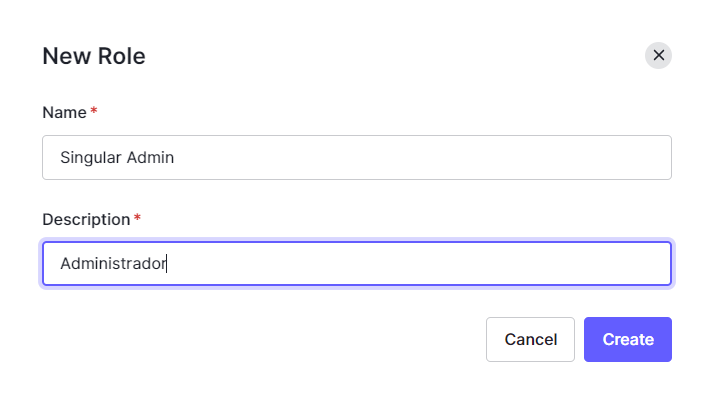 New Role
Name *
Singular Admin
Description *
Administrador
Cancel
Create